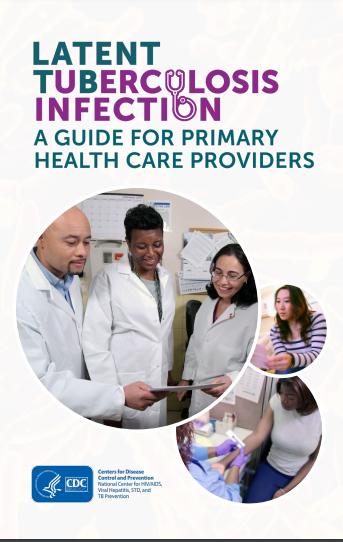 LATENT
TUBERCULOSIS
INFECTION
A GUIDE FOR PRIMARY
HEALTH CARE PROVIDERS
CDC
Centers for Disease
Control and Prevention
National Center for HIV/AIDS,
Viral Hepatitis, STD, and
TB Prevention